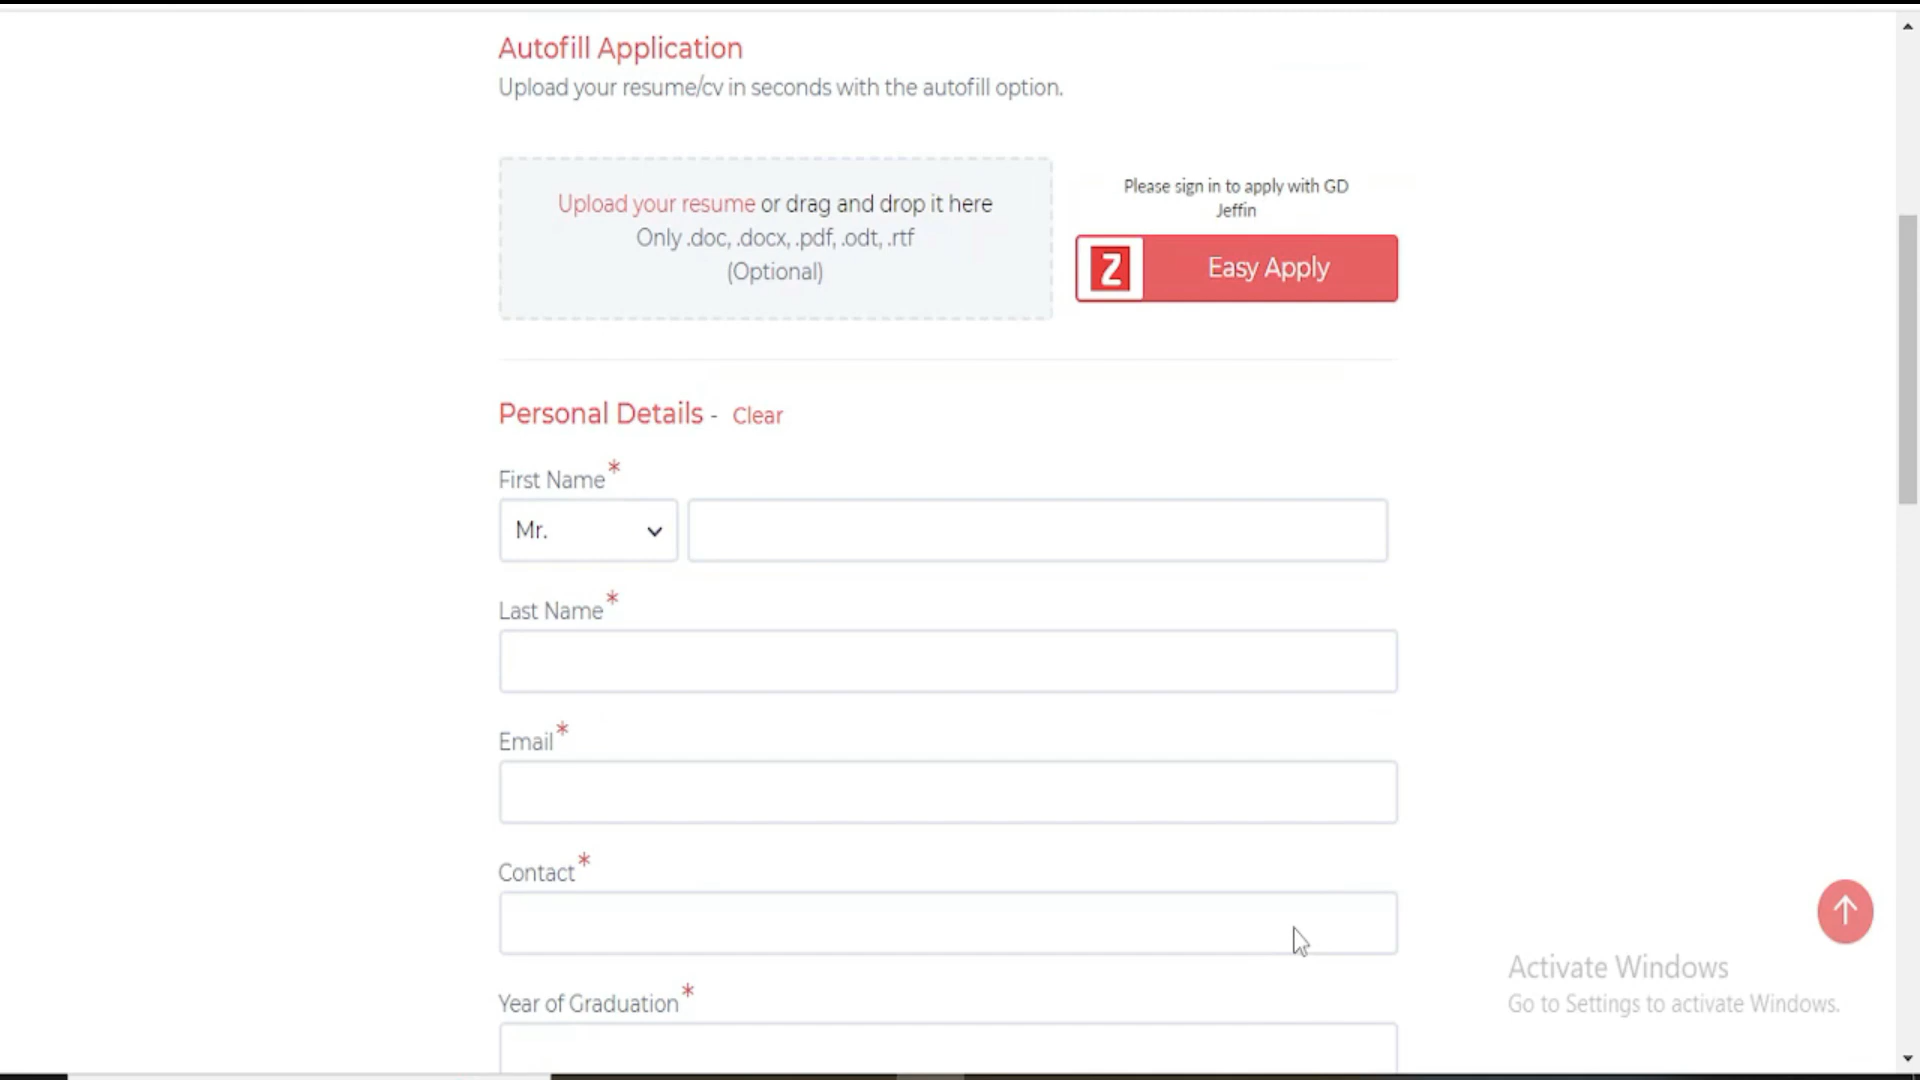 Autofill Application
Upload your resume/cv in seconds with the autofill option.
Upload your resume or drag and drop it here
Only .doc, .docx, .pdf, .odt, .rtf
(Optional)
Please sign in to apply with GD
Jeffin
Z Easy Apply
Personal Details - Clear
First Name*
Mr.
Last Name*
Email*
Contact*
Year of Graduation*
Activate Windows
Go to Settings to activate Windows.